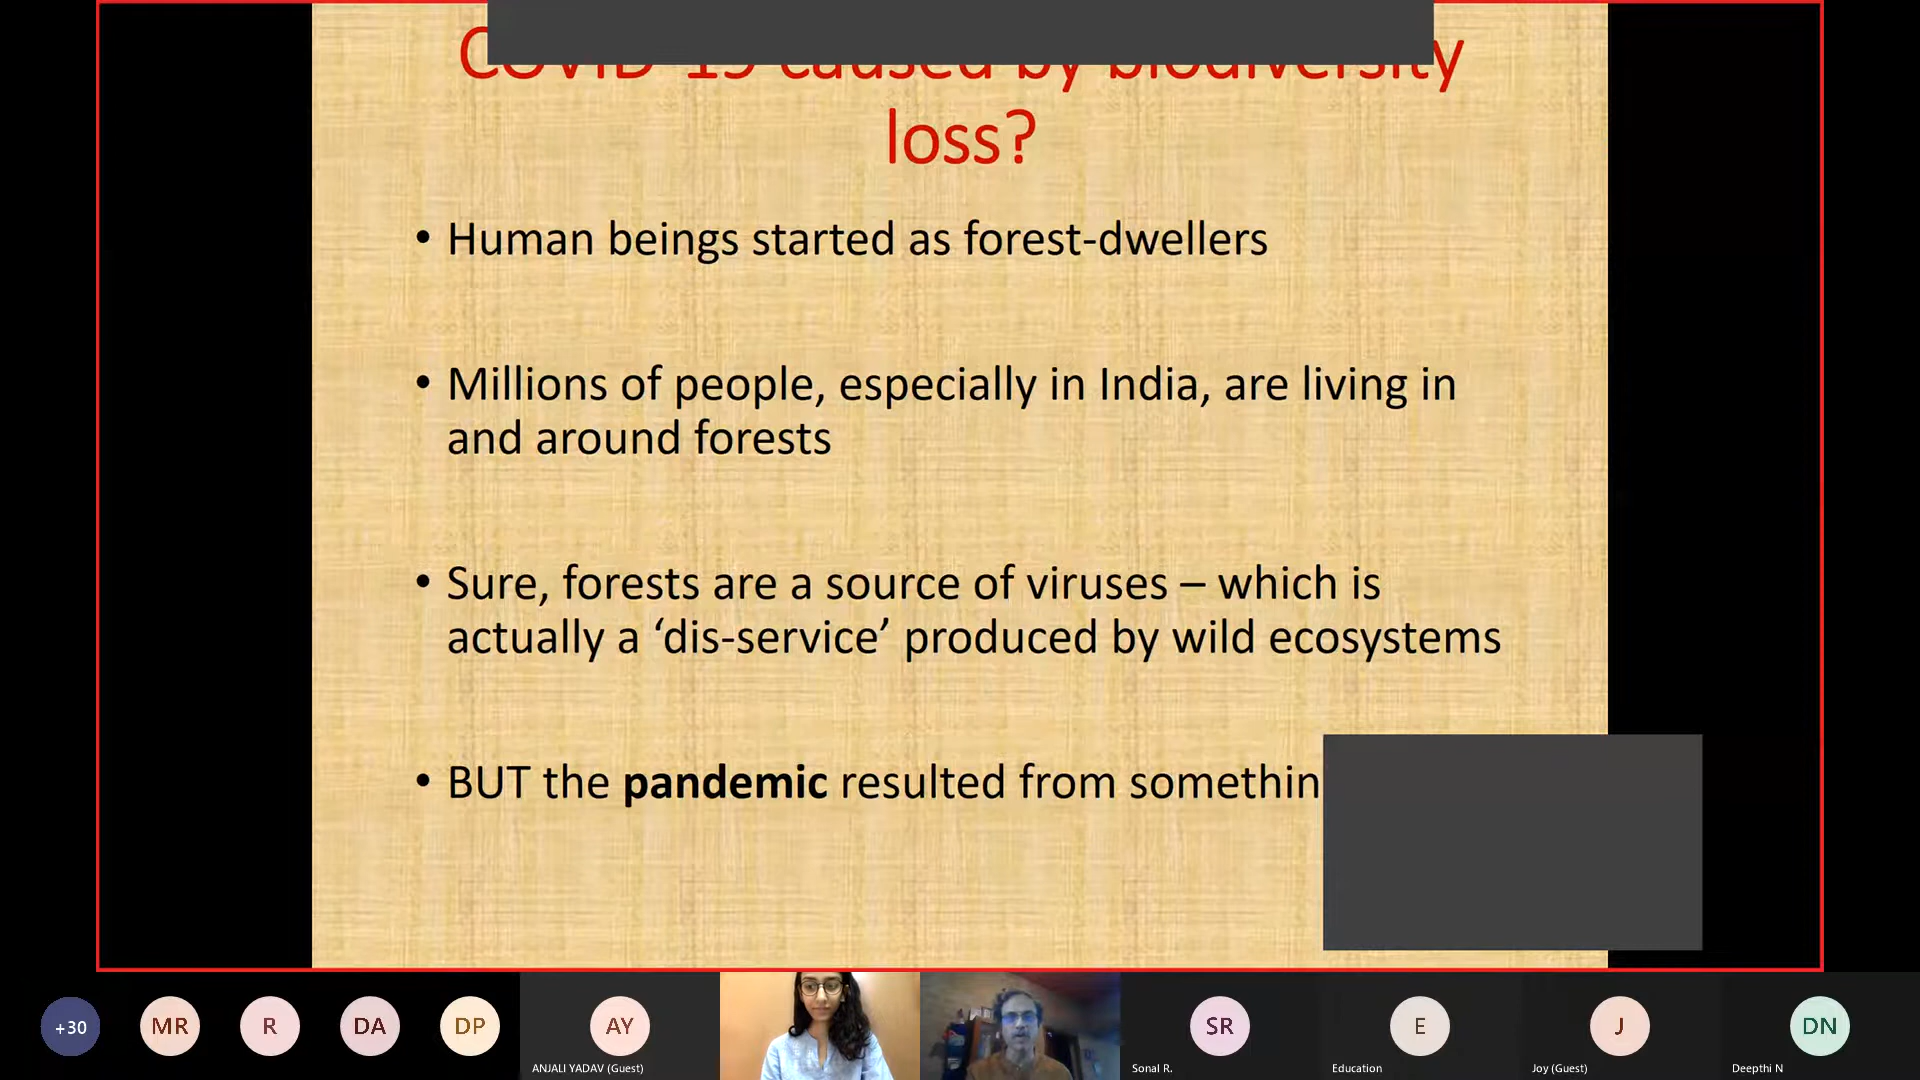 COVID-19 caused by biodiversity
loss?
• Human beings started as forest-dwellers
• Millions of people, especially in India, are living in
and around forests
• Sure, forests are a source of viruses – which is
actually a ‘dis-service’ produced by wild ecosystems
• BUT the pandemic resulted from somethin
+30
MR
R
DA
DP
AY
SR
E
J
DN
ANJALI YADAV (Guest)
Sonal R.
Education
Joy (Guest)
Deepthi N